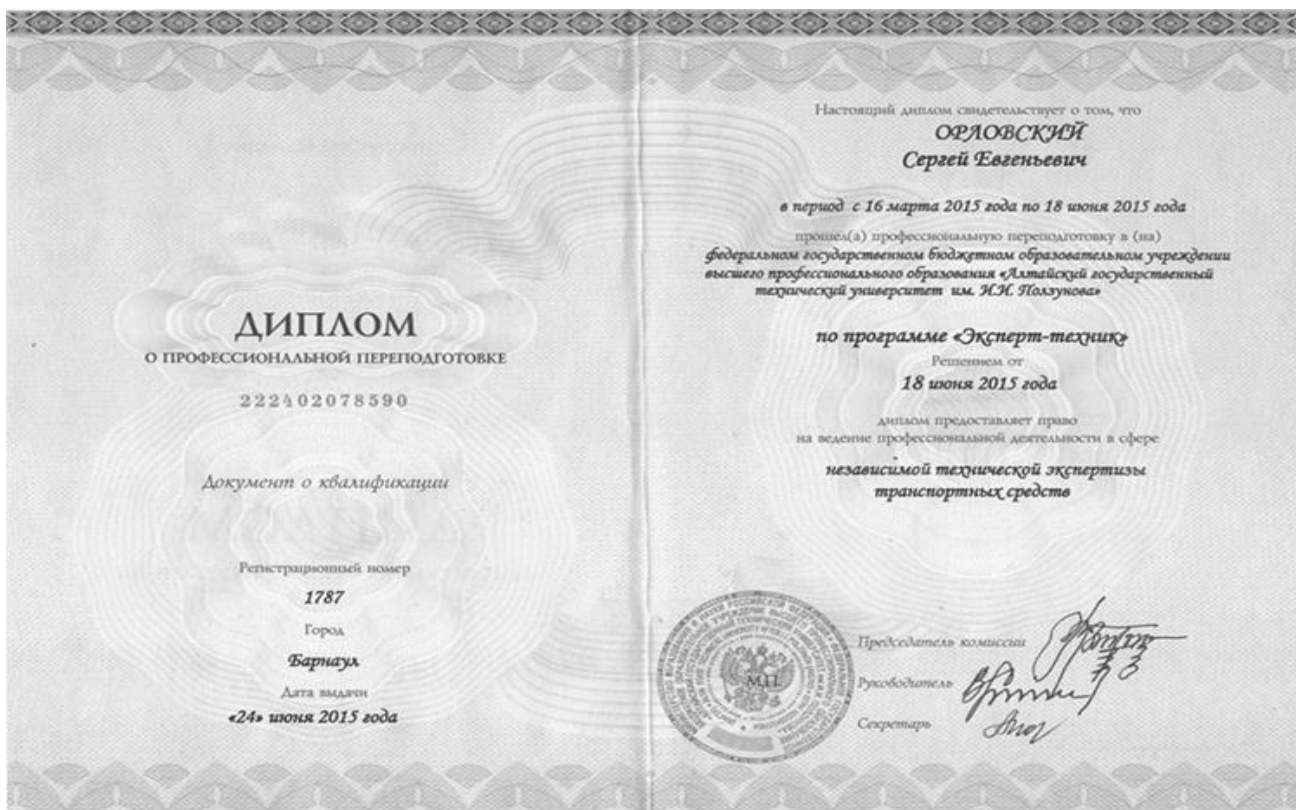 ДИПЛОМ
О ПРОФЕССИОНАЛЬНОЙ ПЕРЕПОДГОТОВКЕ
222402078590
Документ о квалификации
Регистрационный номер
1787
Город
Барнаул
Дата выдачи
«24» июня 2015 года
Настоящий диплом свидетельствует о том, что
ОРЛОВСКИЙ
Сергей Евгеньевич
в период с 16 марта 2015 года по 18 июня 2015 года
прошел(а) профессиональную переподготовку в (на)
федеральном государственном бюджетном образовательном учреждении
высшего профессионального образования «Алтайский государственный
технический университет им. И.И. Ползунова»
по программе «Эксперт-техник»
Решением от
18 июня 2015 года
диплом предоставляет право
на ведение профессиональной деятельности в сфере
независимой технической экспертизы
транспортных средств
М.П.
Председатель комиссии
Руководитель
Секретарь